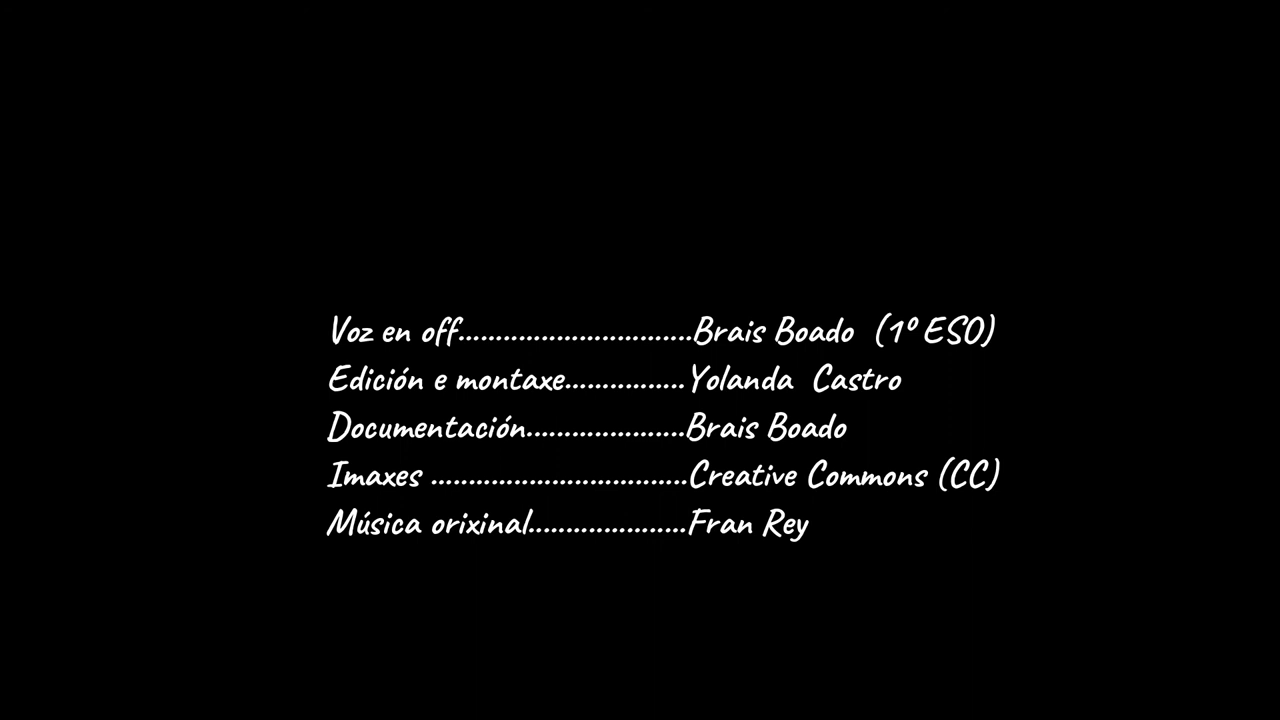 Voz en off...............................Brais Boado (1º ESO)
Edición e montaxe................Yolanda Castro
Documentación.....................Brais Boado
Imaxes ..................................Creative Commons (CC)
Música orixinal.....................Fran Rey